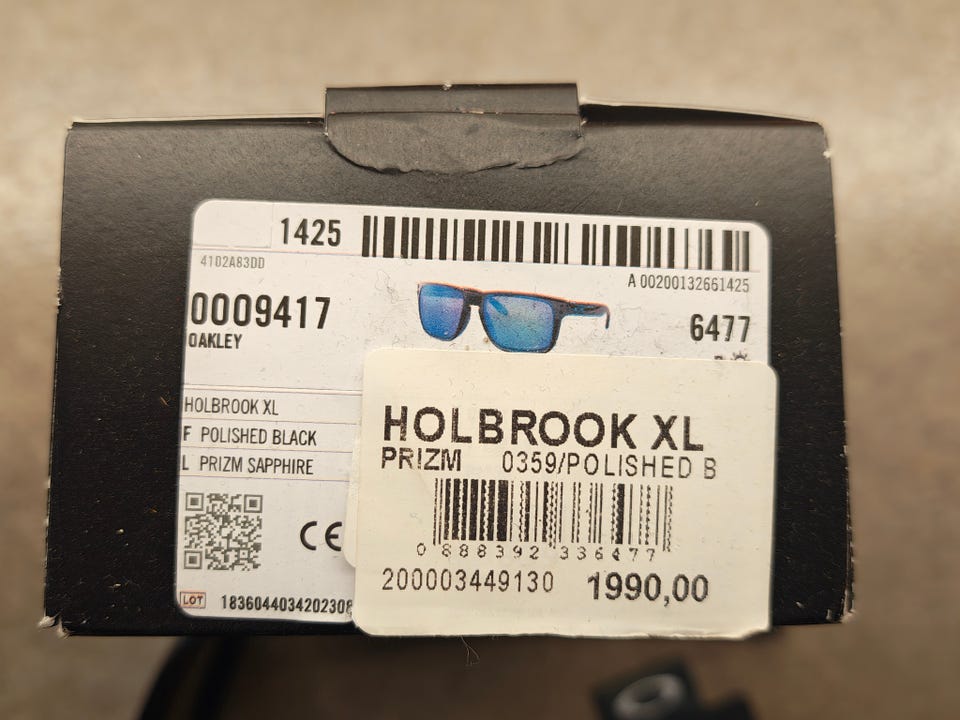 1425
4102A83DD
A 00200132661425
0009417
6477
OAKLEY
HOLBROOK XL
F POLISHED BLACK
L PRIZM SAPPHIRE
CE
LOT 1836044034202308
HOLBROOK XL
PRIZM 0359/POLISHED B
0 888392 336477
200003449130 1990,00